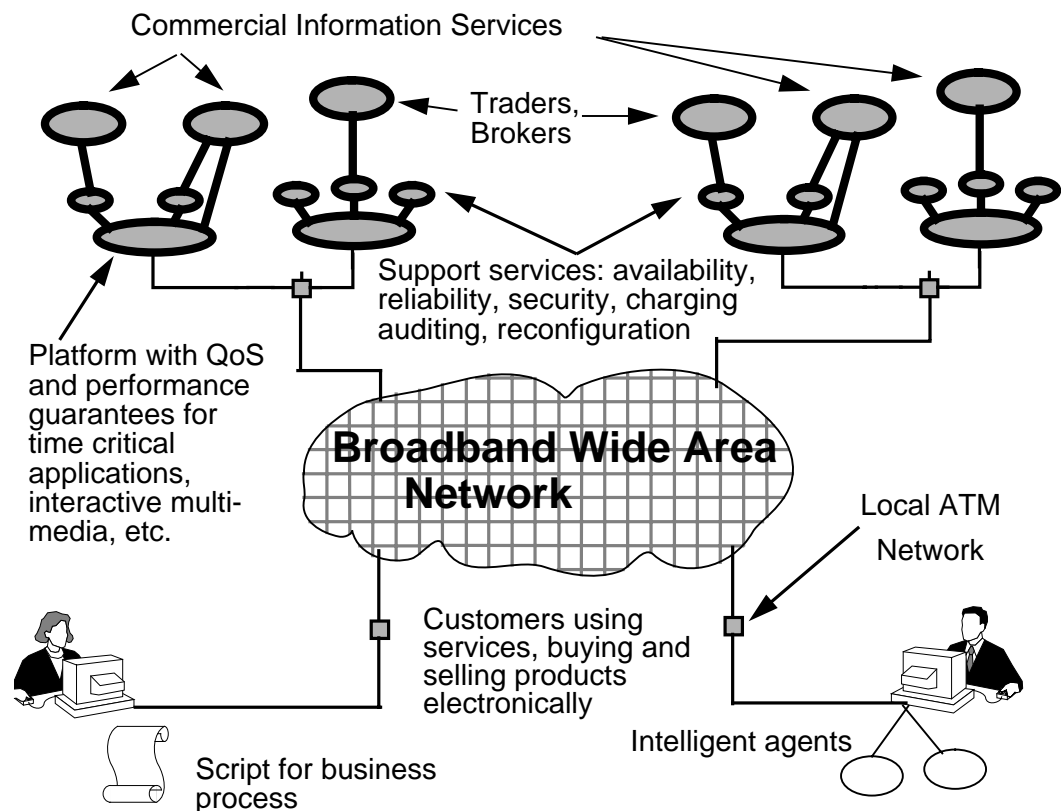 Commercial Information Services
Traders,
Brokers
Support services: availability,
reliability, security, charging
auditing, reconfiguration
Platform with QoS
and performance
guarantees for
time critical
applications,
interactive multi-
media, etc.
Broadband Wide Area
Network
Local ATM
Network
Customers using
services, buying and
selling products
electronically
Intelligent agents
Script for business
process